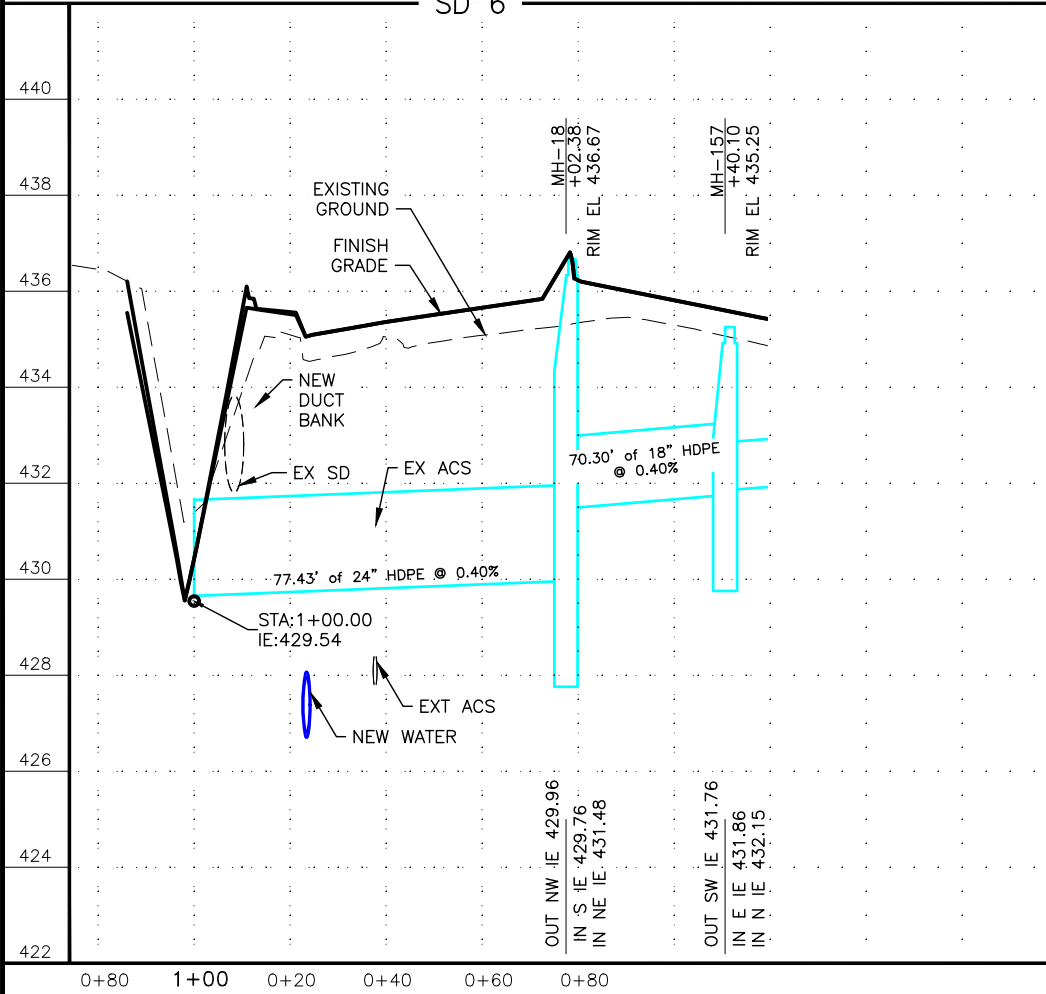 SD 6
440
438
436
434
432
430
428
426
424
422
EXISTING
GROUND
FINISH
GRADE
MH-18
+02.38
RIM EL 436.67
MH-157
+40.10
RIM EL 435.25
NEW
DUCT
BANK
EX SD
EX ACS
70.30' of 18" HDPE
@ 0.40%
77.43' of 24" HDPE @ 0.40%
STA:1+00.00
IE:429.54
EXT ACS
NEW WATER
OUT NW IE 429.96
IN S IE 429.76
IN NE IE 431.48
OUT SW IE 431.76
IN E IE 431.86
IN N IE 432.15
0+80
1+00
0+20
0+40
0+60
0+80